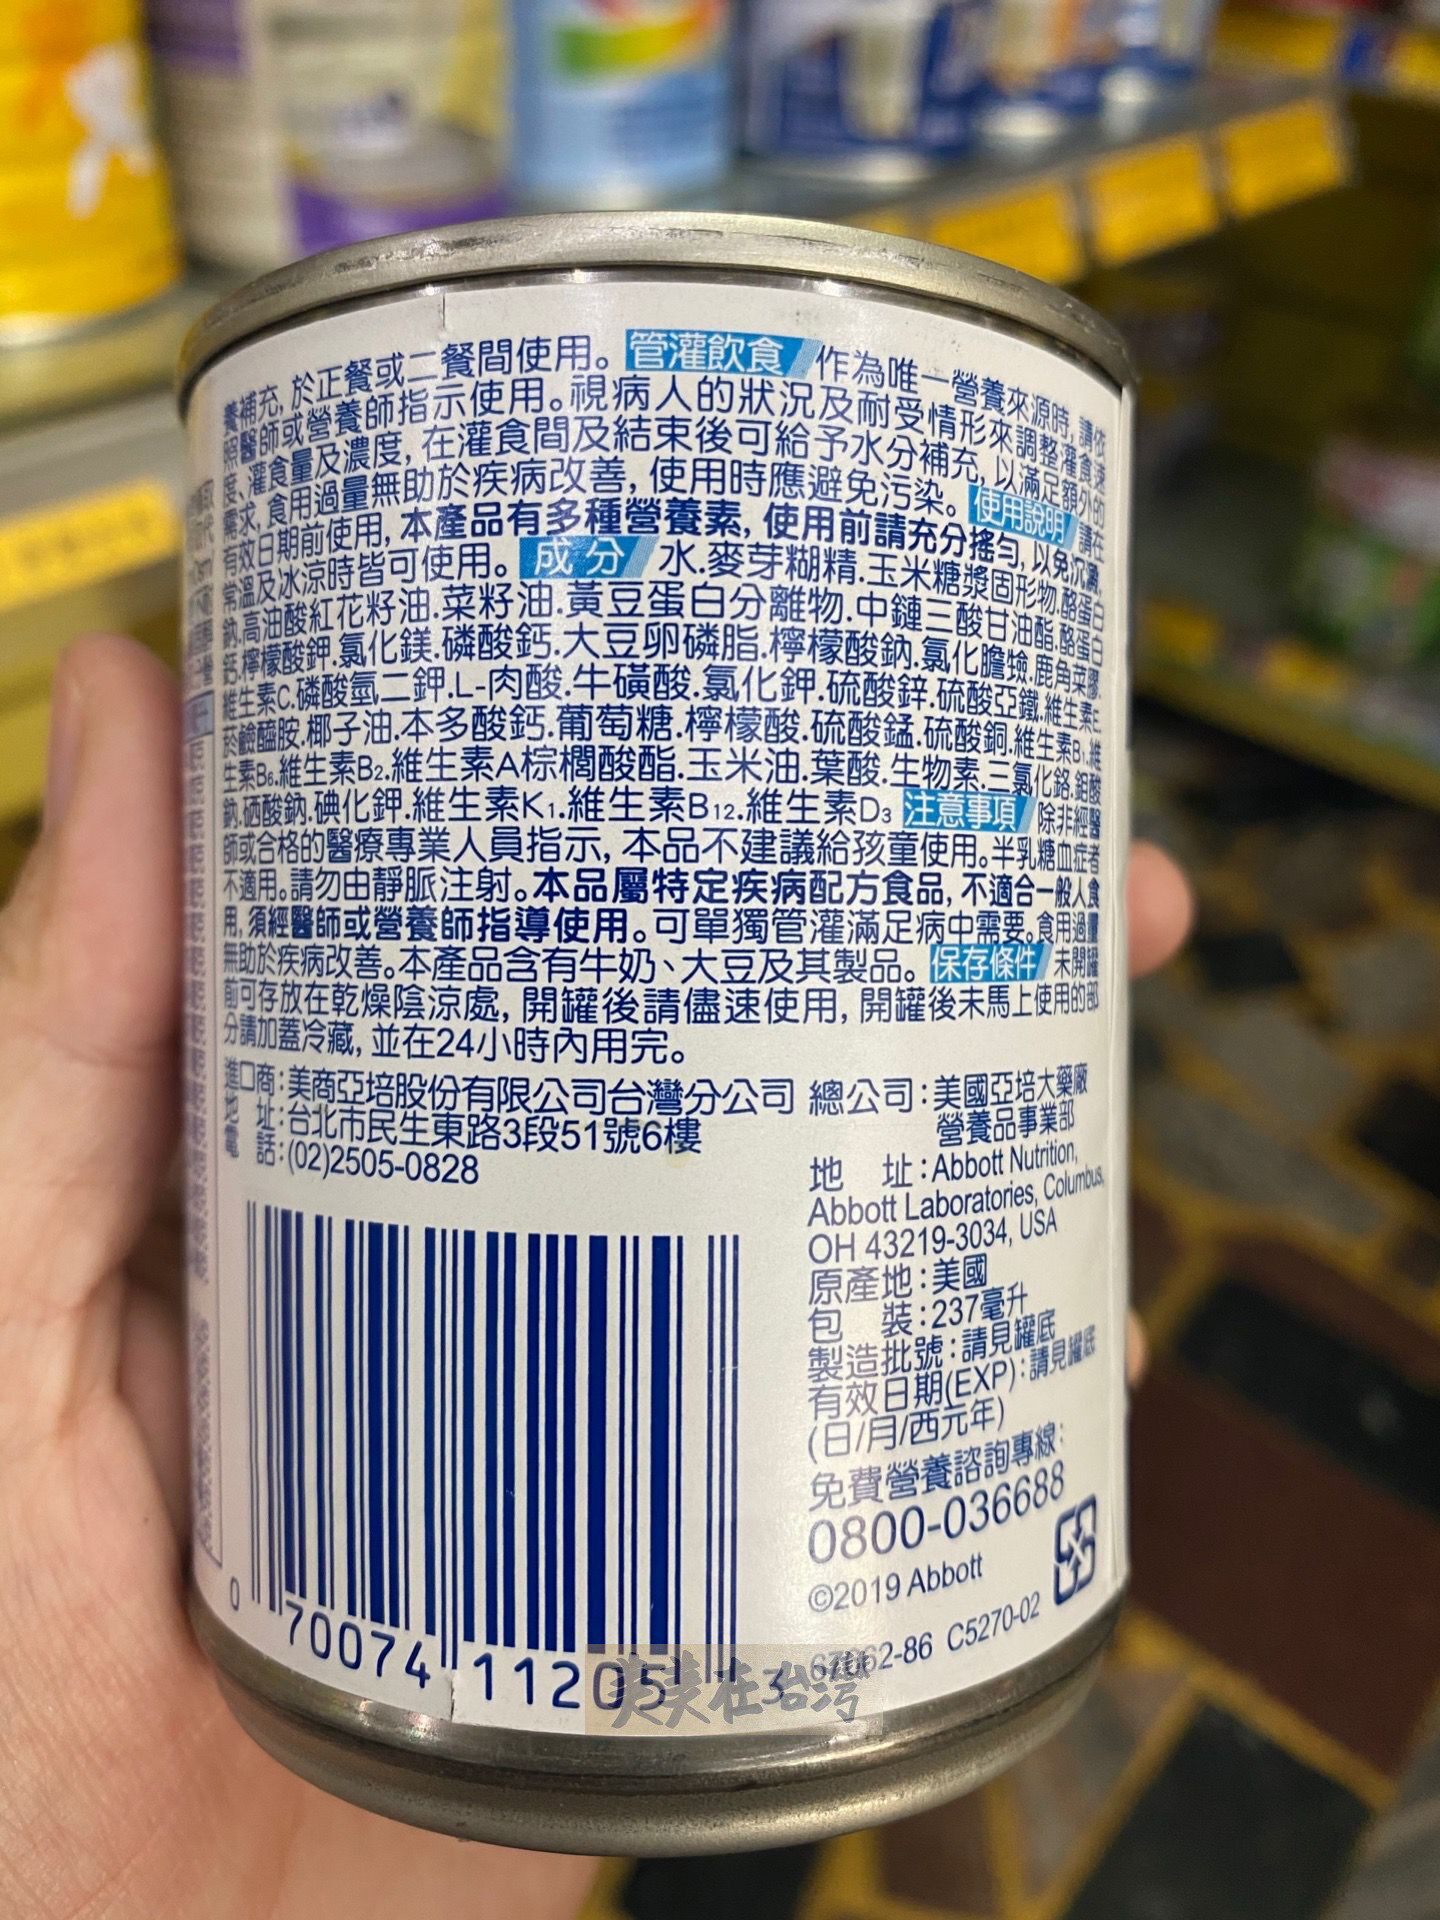 養補充, 於正餐或二餐間使用。 管灌飲食 作為唯一營養來源時, 請依
照醫師或營養師指示使用。視病人的狀況及耐受情形來調整灌食速
度、灌食量及濃度, 在灌食間及結束後可給予水分補充, 以滿足額外的
需求, 食用過量無助於疾病改善, 使用時應避免污染。 使用說明 請在
有效日期前使用, 本產品有多種營養素, 使用前請充分搖勻, 以免沉澱,
常溫及冰涼時皆可使用。 成分 水.麥芽糊精.玉米糖漿固形物.酪蛋白
鈉.高油酸紅花籽油.菜籽油.黃豆蛋白分離物.中鏈三酸甘油酯.酪蛋白
鈣.檸檬酸鉀.氯化鎂.磷酸鈣.大豆卵磷脂.檸檬酸鈉.氯化膽鹼.鹿角菜膠.
維生素C.磷酸氫二鉀.L-肉酸.牛磺酸.氯化鉀.硫酸鋅.硫酸亞鐵.維生素E.
菸鹼醯胺.椰子油.本多酸鈣.葡萄糖.檸檬酸.硫酸錳.硫酸銅.維生素B1.維
生素B6.維生素B2.維生素A棕櫚酸酯.玉米油.葉酸.生物素.三氯化鉻.鉬酸
鈉.硒酸鈉.碘化鉀.維生素K1.維生素B12.維生素D3 注意事項 除非經醫
師或合格的醫療專業人員指示, 本品不建議給孩童使用。半乳糖血症者
不適用。請勿由靜脈注射。本品屬特定疾病配方食品, 不適合一般人食
用, 須經醫師或營養師指導使用。可單獨管灌滿足病中需要。食用過量
無助於疾病改善。本產品含有牛奶、大豆及其製品。 保存條件 未開罐
前可存放在乾燥陰涼處, 開罐後請儘速使用, 開罐後未馬上使用的部
分請加蓋冷藏, 並在24小時內用完。
進口商:美商亞培股份有限公司台灣分公司
地 址:台北市民生東路3段51號6樓
電 話:(02)2505-0828
總公司:美國亞培大藥廠
營養品事業部
地 址:Abbott Nutrition,
Abbott Laboratories, Columbus,
OH 43219-3034, USA
原產地:美國
包 裝:237毫升
製造批號:請見罐底
有效日期(EXP):請見罐底
(日/月/西元年)
免費營養諮詢專線:
0800-036688
©2019 Abbott
C5270-02
0 70074 11205 3
美美在台灣